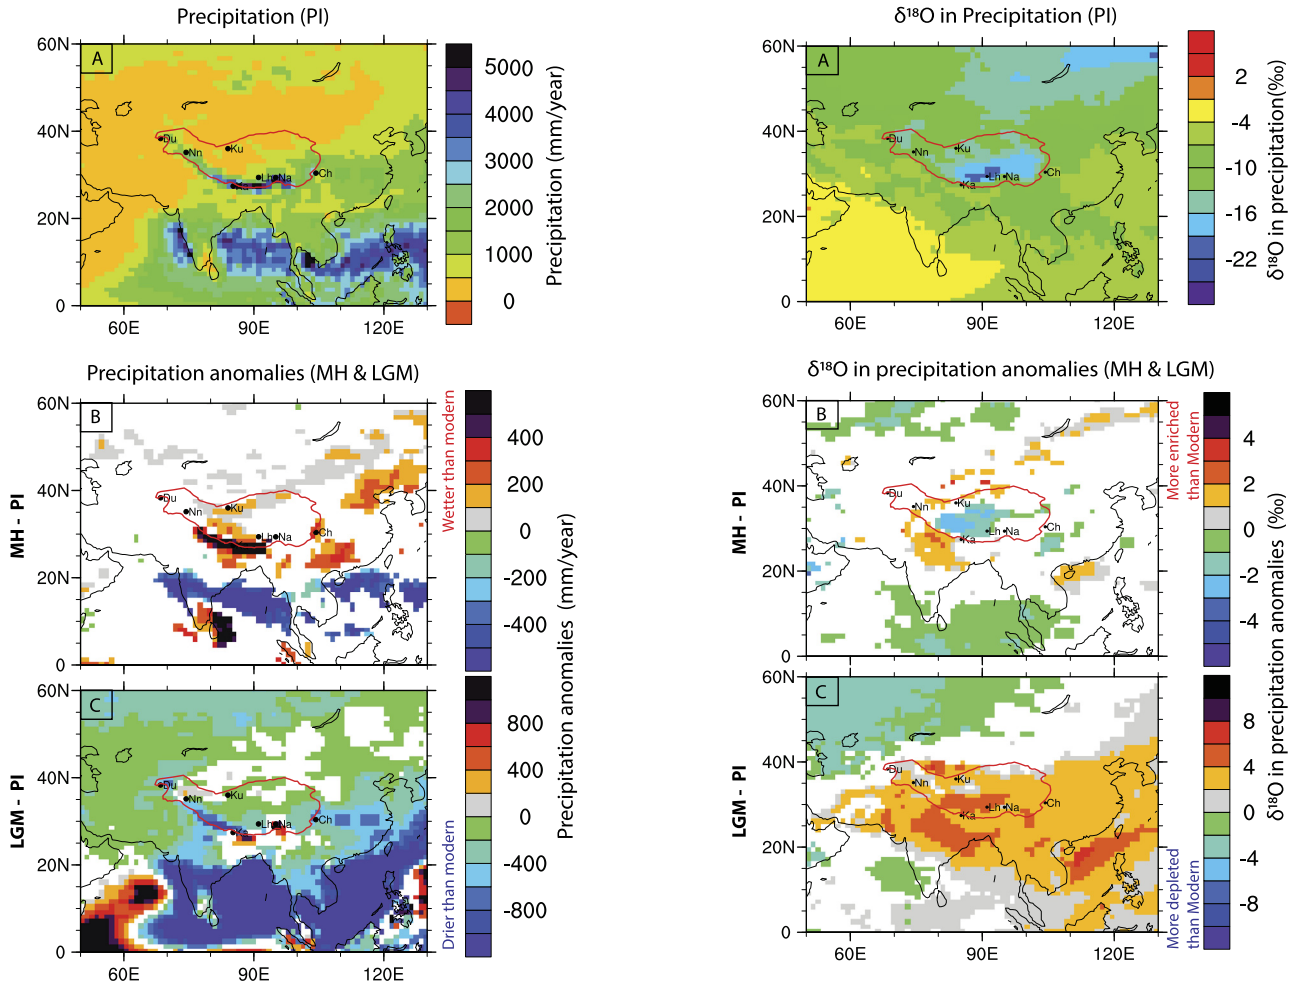 Precipitation (PI)
60N
A
40N
20N
0
60E
90E
120E
Du
Nn
Ku
Lh
Na
Ka
Ch
5000
4000
3000
2000
1000
0
Precipitation (mm/year)
δ¹⁸O in Precipitation (PI)
60N
A
40N
20N
0
60E
90E
120E
Du
Nn
Ku
Lh
Na
Ka
Ch
2
-4
-10
-16
-22
δ¹⁸O in precipitation(‰)
Precipitation anomalies (MH & LGM)
MH - PI
60N
B
40N
20N
0
Du
Nn
Ku
Lh
Na
Ch
Wetter than modern
400
200
0
-200
-400
LGM - PI
60N
C
40N
20N
0
60E
90E
120E
Du
Nn
Ku
Lh
Na
Ka
Ch
Drier than modern
800
400
0
-400
-800
Precipitation anomalies (mm/year)
δ¹⁸O in precipitation anomalies (MH & LGM)
MH - PI
60N
B
40N
20N
0
Du
Nn
Ku
Lh
Na
Ka
Ch
More enriched
than Modern
4
2
0
-2
-4
LGM - PI
60N
C
40N
20N
0
60E
90E
120E
Du
Nn
Ku
Lh
Na
Ka
Ch
More depleted
than Modern
8
4
0
-4
-8
δ¹⁸O in precipitation anomalies (‰)